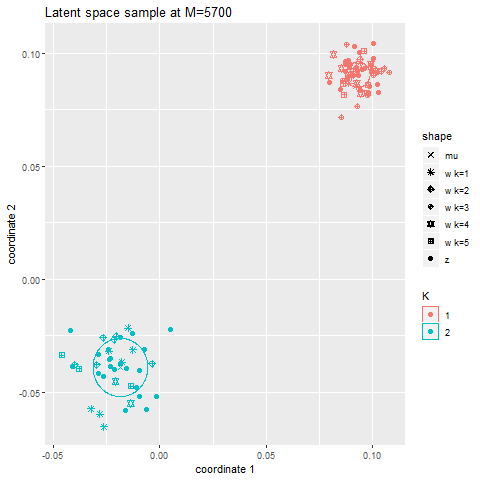 Latent space sample at M=5700
0.10
0.05
0.00
-0.05
coordinate 2
-0.05
0.00
0.05
0.10
coordinate 1
shape
mu
w k=1
w k=2
w k=3
w k=4
w k=5
z
K
1
2